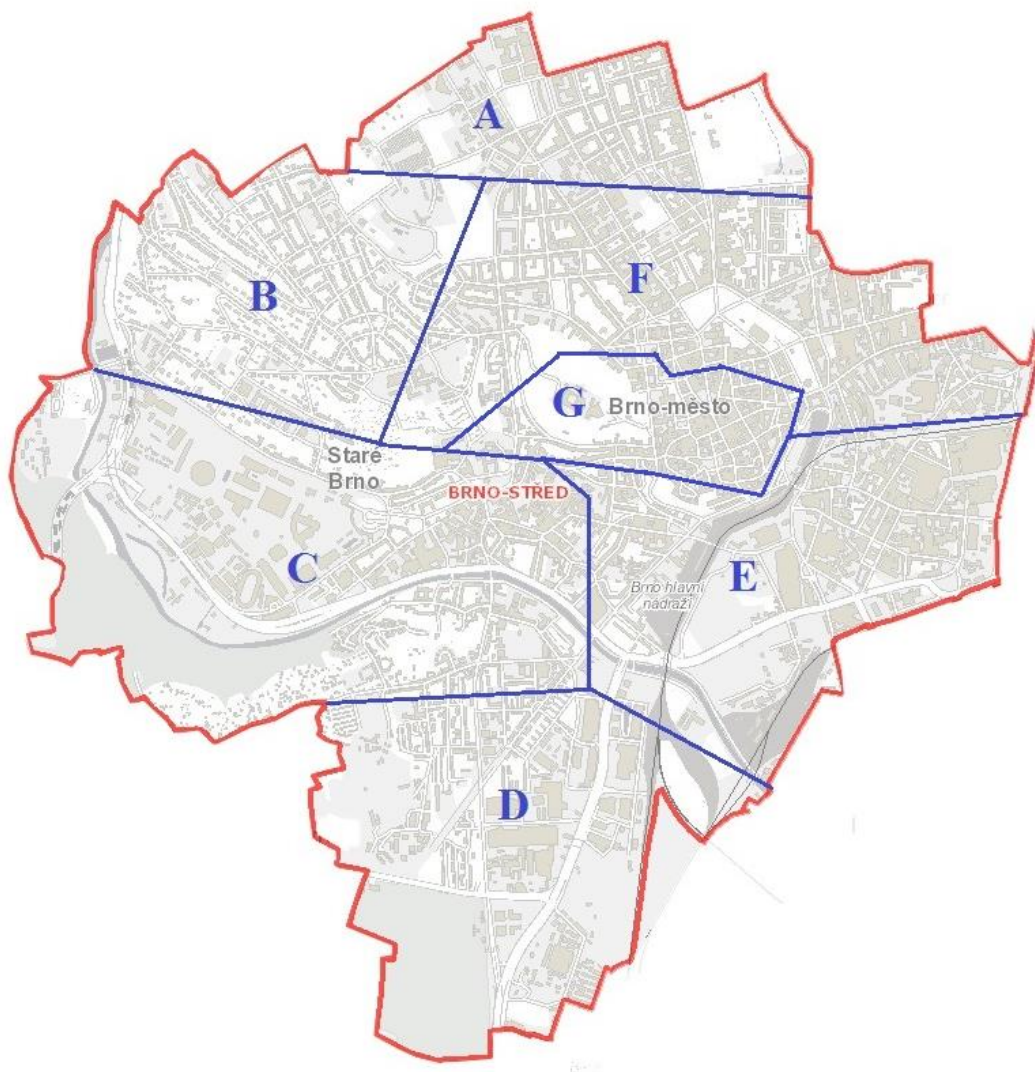 A
B
F
G Brno-město
Staré
Brno
BRNO-STŘED
C
E
Brno hlavní
nádraží
D